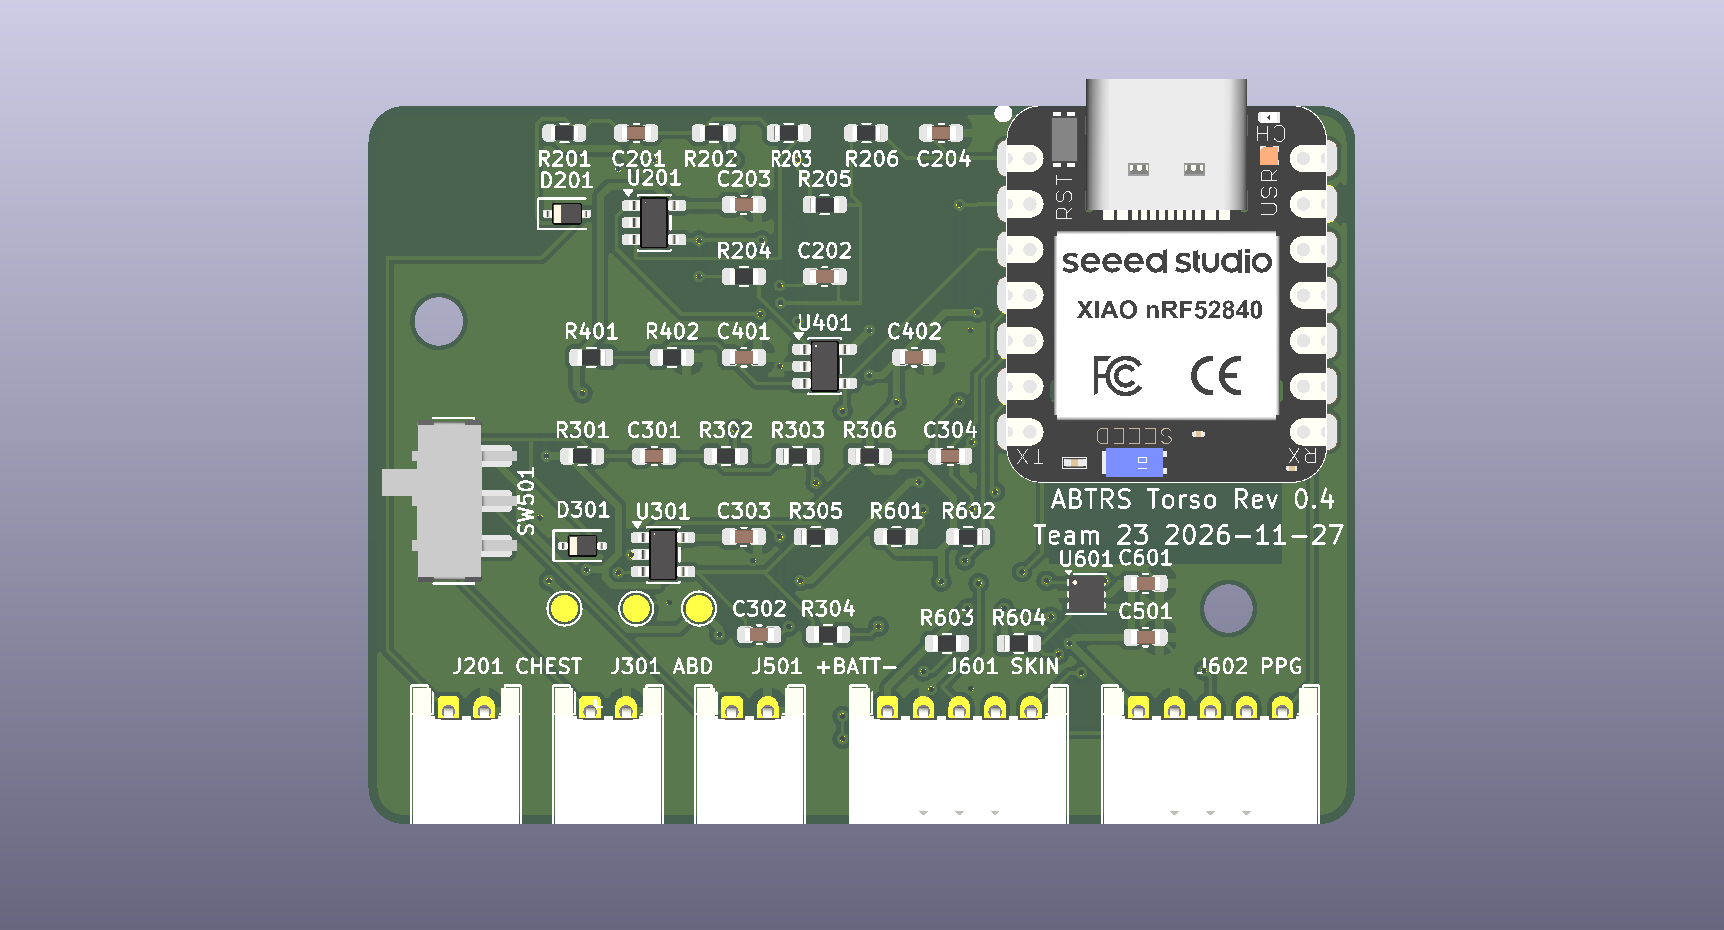 R201 C201 R202 R203 R206 C204
D201 U201 C203 R205
R204 C202
R401 R402 C401 U401 C402
R301 C301 R302 R303 R306 C304
SW501
D301 U301 C303 R305 R601 R602
C302 R304 R603 R604
U601 C601
C501
J201 CHEST J301 ABD J501 +BATT- J601 SKIN J602 PPG
RST
CH
USR
seeed studio
XIAO nRF52840
FC CE
SEEED
TX RX
ABTRS Torso Rev 0.4
Team 23 2026-11-27